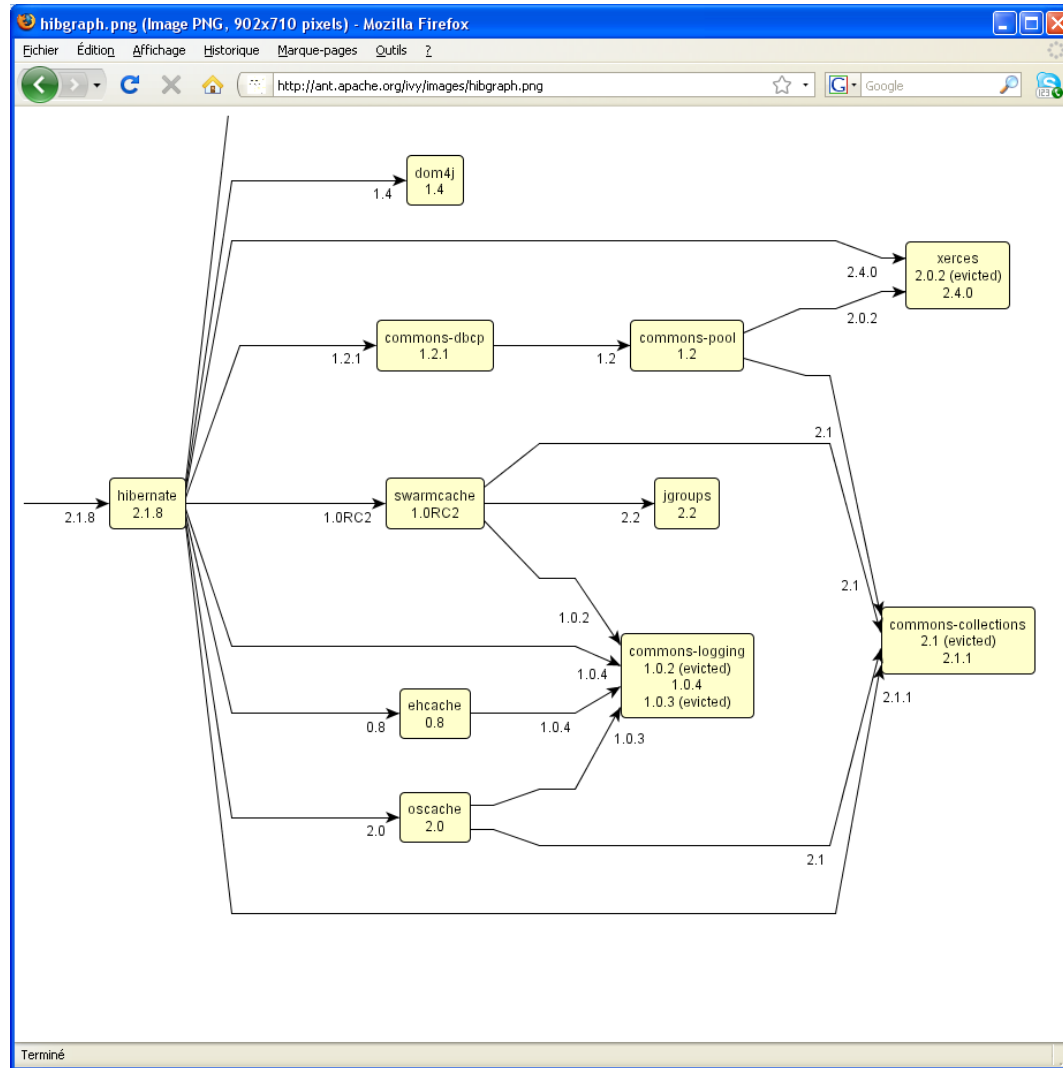 hibgraph.png (Image PNG, 902x710 pixels) - Mozilla Firefox
Fichier Édition Affichage Historique Marque-pages Outils ?
http://ant.apache.org/ivy/images/hibgraph.png
G
Google
S
123
dom4j
1.4
1.4
xerces
2.0.2 (evicted)
2.4.0
2.4.0
2.0.2
commons-dbcp
1.2.1
1.2.1
commons-pool
1.2
1.2
2.1
hibernate
2.1.8
2.1.8
swarmcache
1.0RC2
1.0RC2
jgroups
2.2
2.2
2.1
1.0.2
commons-collections
2.1 (evicted)
2.1.1
2.1.1
commons-logging
1.0.2 (evicted)
1.0.4
1.0.3 (evicted)
1.0.4
ehcache
0.8
0.8
1.0.4
1.0.3
oscache
2.0
2.0
2.1
Terminé